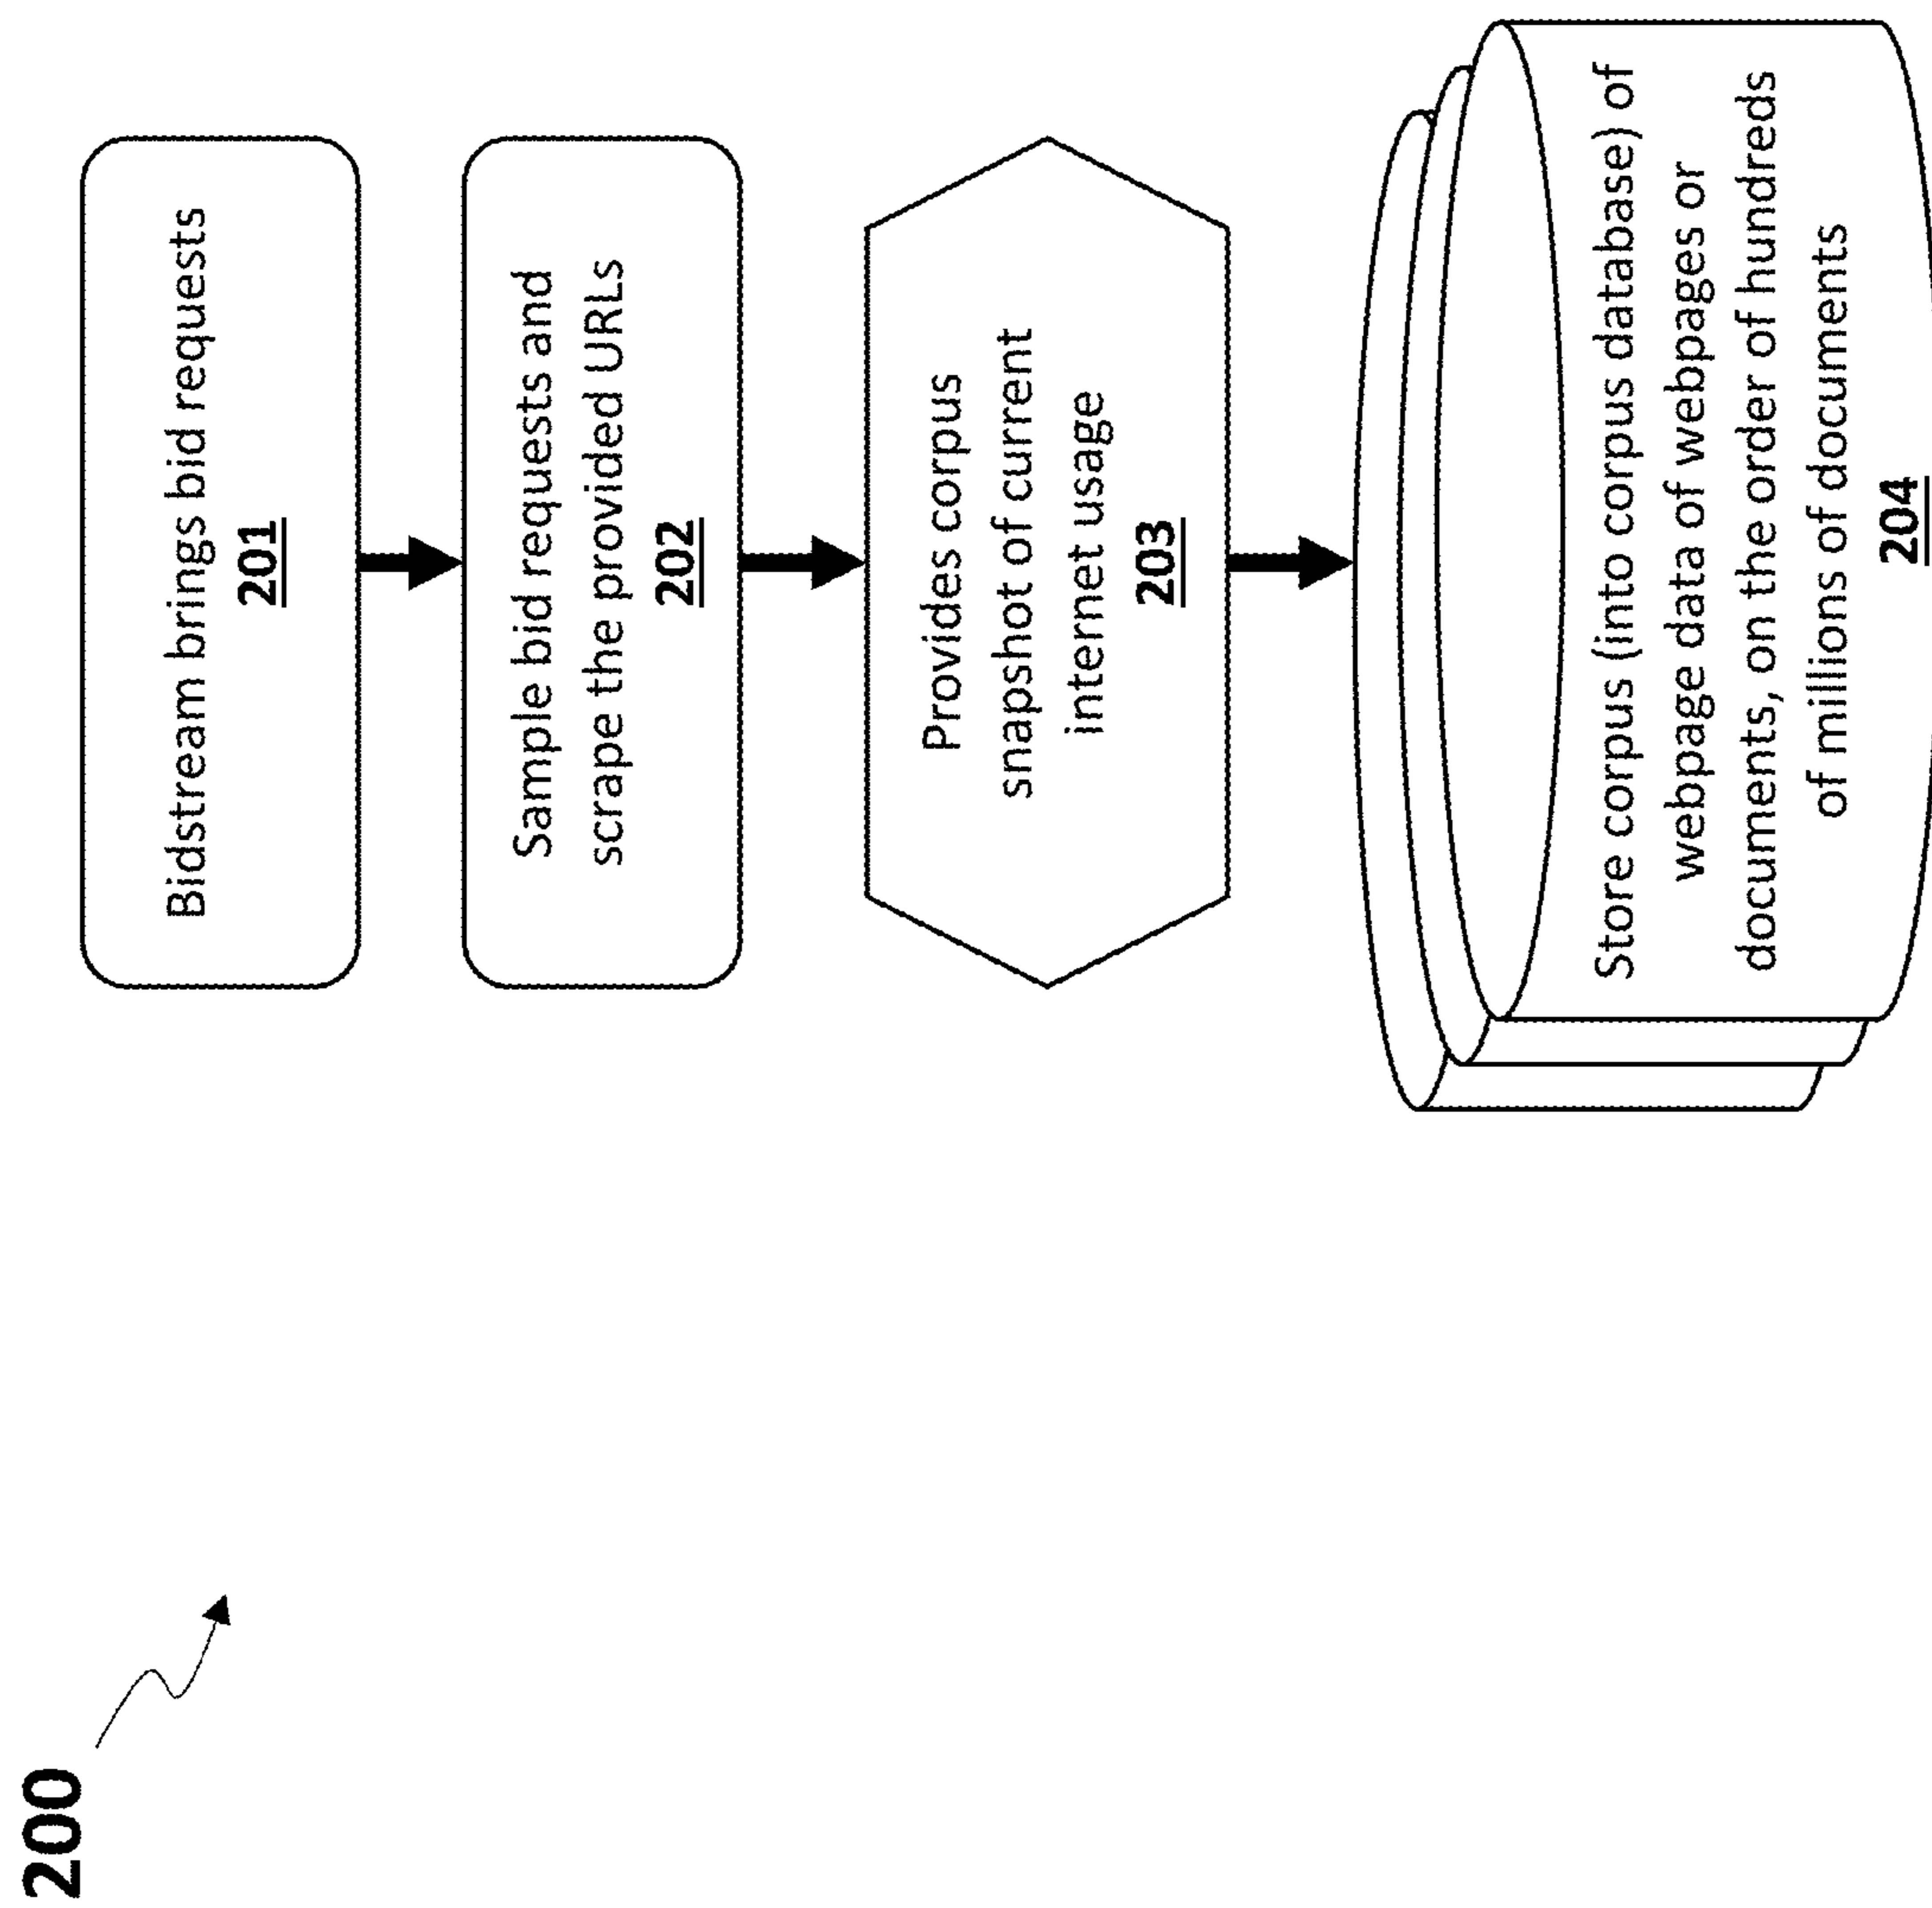 200
Bidstream brings bid requests
201
Sample bid requests and
scrape the provided URLs
202
Provides corpus
snapshot of current
internet usage
203
Store corpus (into corpus database) of
webpage data of webpages or
documents, on the order of hundreds
of millions of documents
204